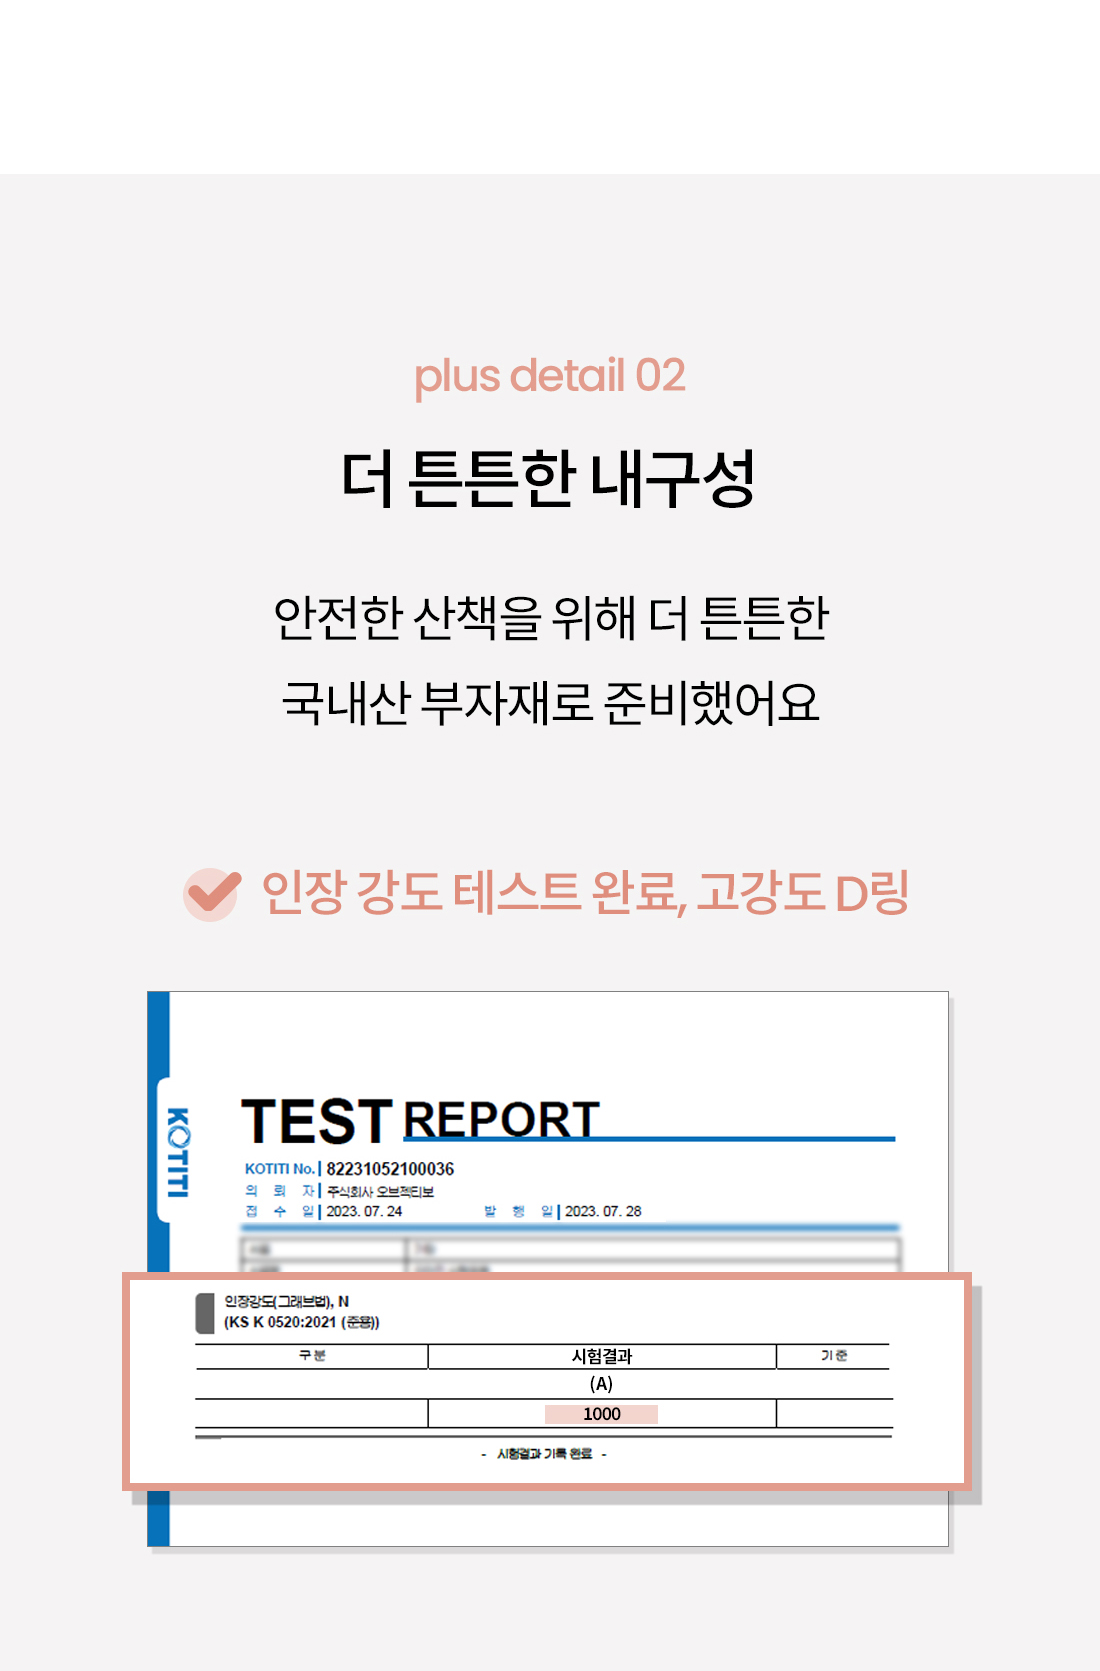 plus detail 02
더 튼튼한 내구성
안전한 산책을 위해 더 튼튼한
국내산 부자재로 준비했어요
인장 강도 테스트 완료, 고강도 D링
KOTITI
TEST REPORT
KOTITI No. 82231052100036
의 뢰 자 주식회사 오브젝티보
접 수 일 2023. 07. 24 발 행 일 2023. 07. 28
인장강도(그래브법), N
(KS K 0520:2021 (준용))
구 분 시험결과 기 준
(A)
1000
- 시험결과 기록 완료 -